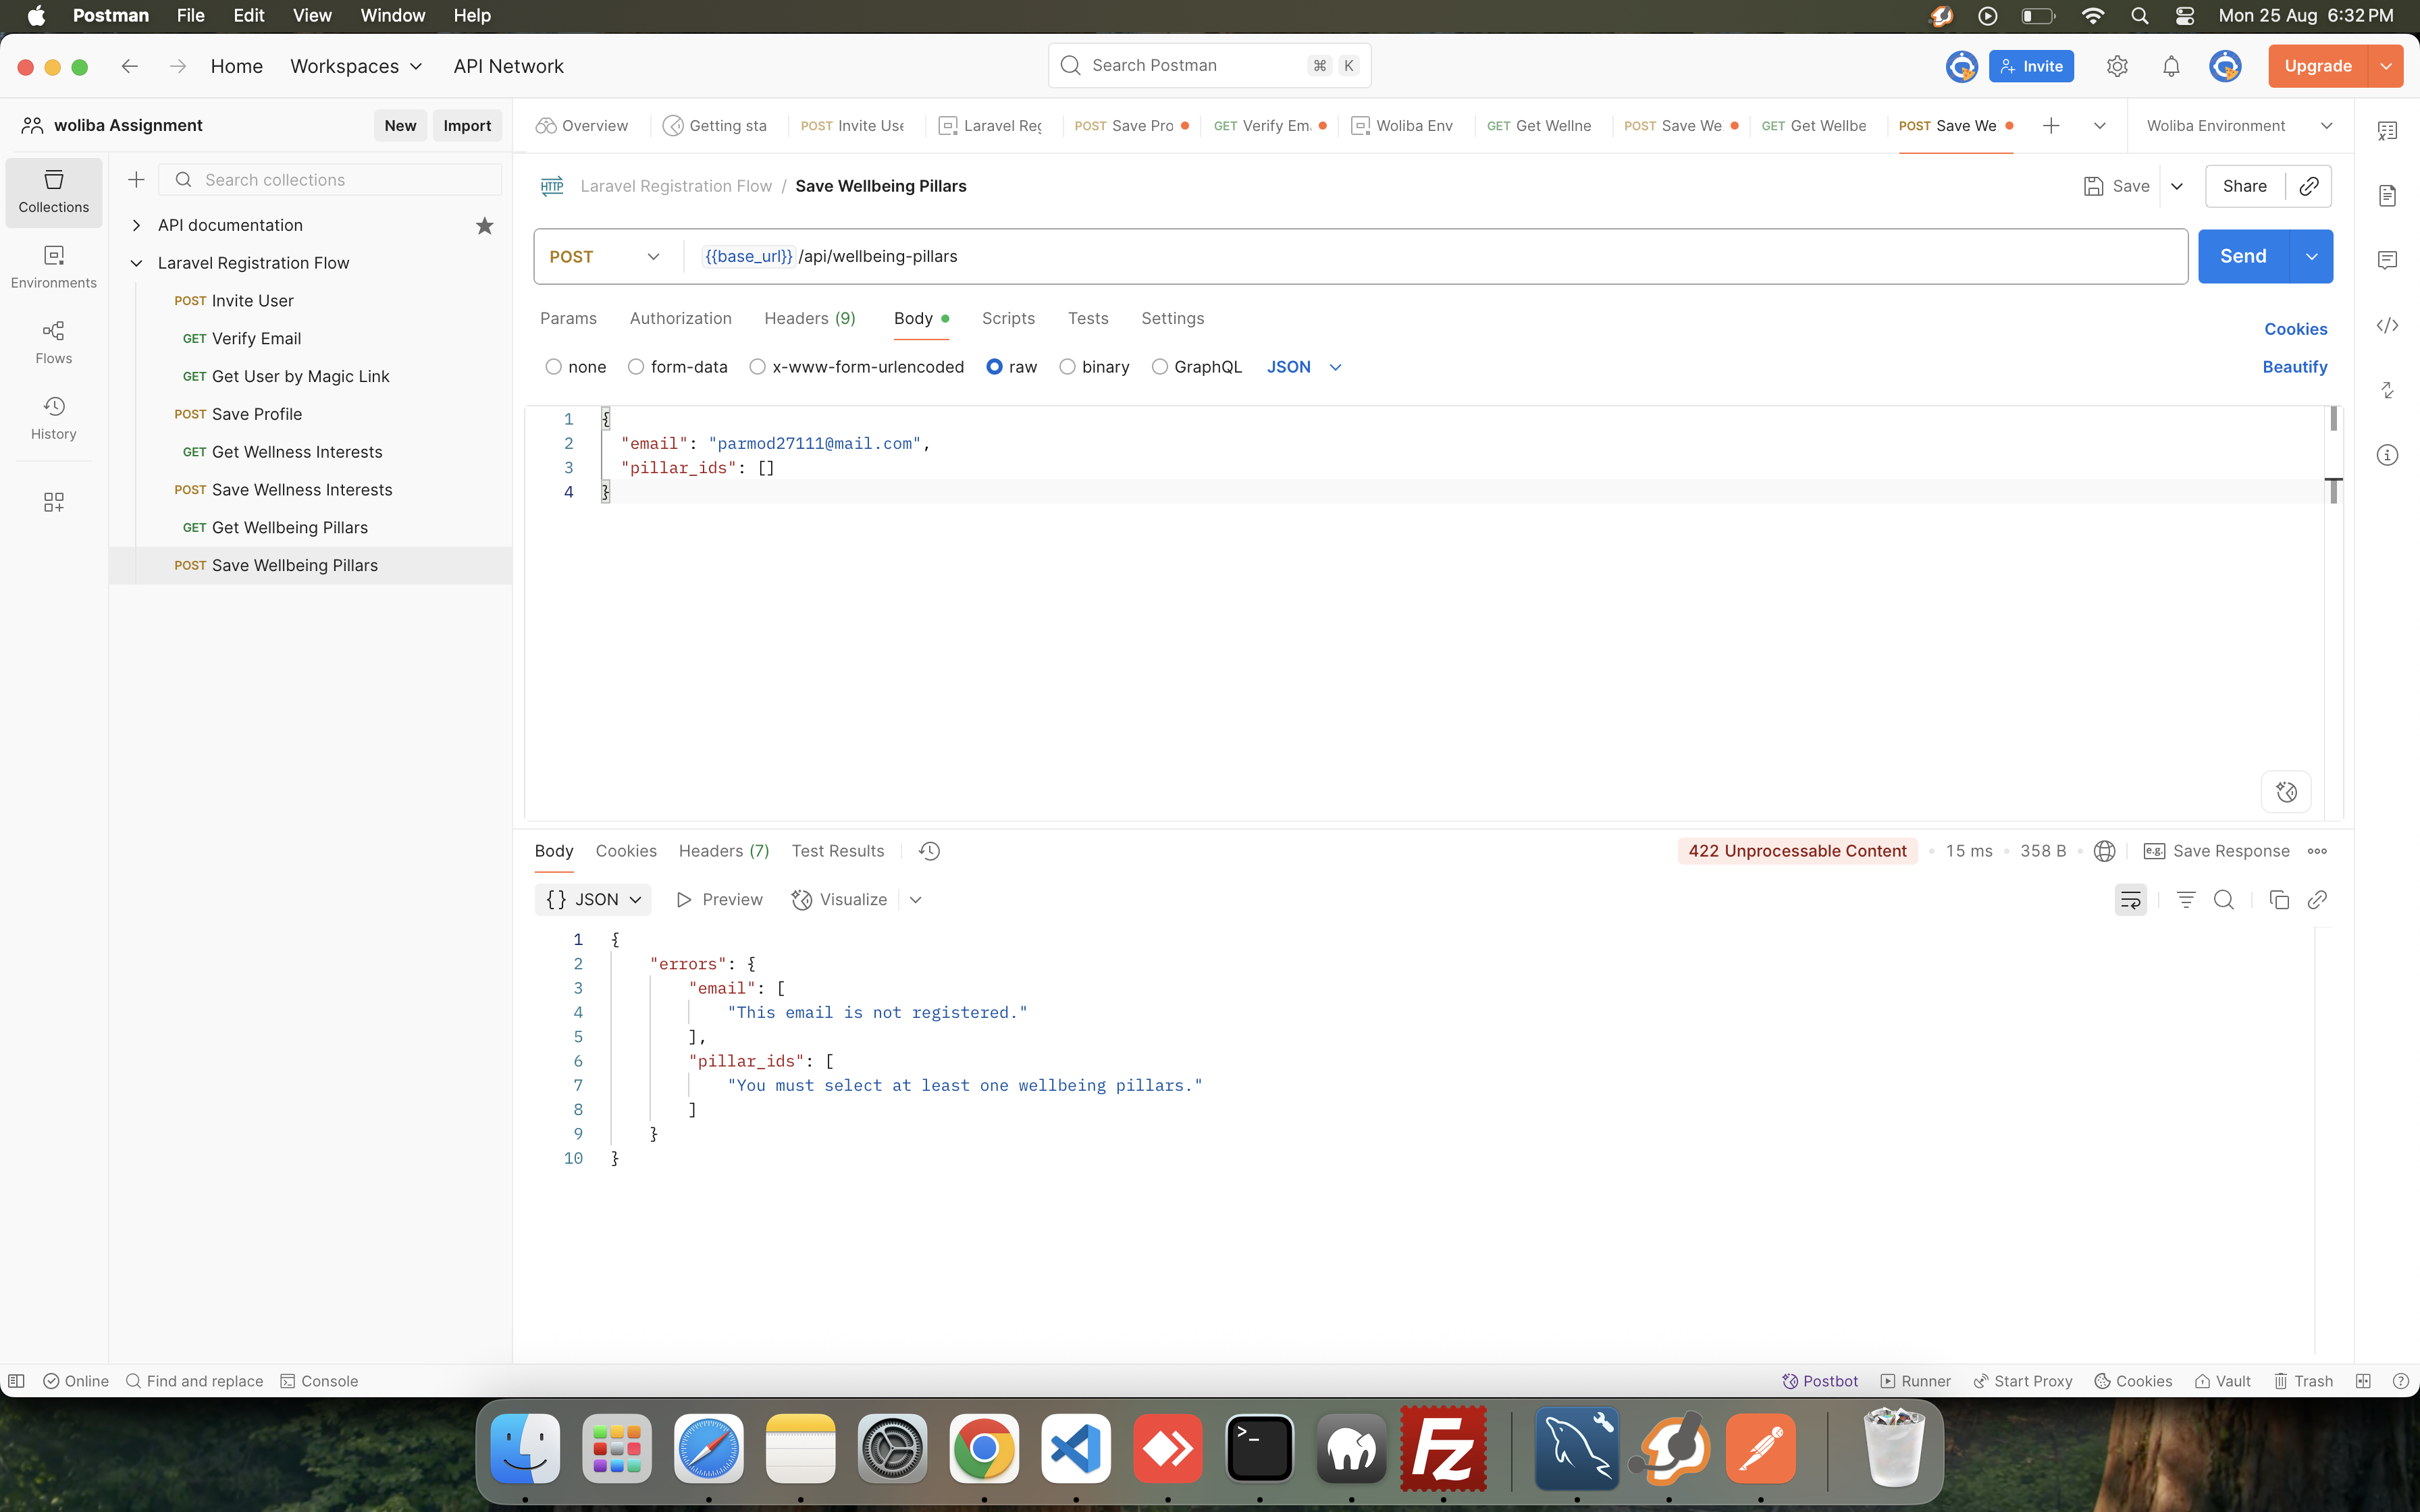 Postman File Edit View Window Help Mon 25 Aug 6:32 PM
Home Workspaces API Network Search Postman ⌘ K Invite Upgrade
woliba Assignment New Import
Overview Getting sta POST Invite Use Laravel Reg POST Save Pro GET Verify Em. Woliba Env GET Get Wellne POST Save We GET Get Wellbe POST Save We Woliba Environment
Collections
Environments
Flows
History
Search collections
API documentation
Laravel Registration Flow
POST Invite User
GET Verify Email
GET Get User by Magic Link
POST Save Profile
GET Get Wellness Interests
POST Save Wellness Interests
GET Get Wellbeing Pillars
POST Save Wellbeing Pillars
HTTP Laravel Registration Flow / Save Wellbeing Pillars Save Share
POST {{base_url}} /api/wellbeing-pillars Send
Params Authorization Headers (9) Body Scripts Tests Settings Cookies
none form-data x-www-form-urlencoded raw binary GraphQL JSON Beautify
1 {
2 "email": "parmod27111@mail.com",
3 "pillar_ids": []
4 }
Body Cookies Headers (7) Test Results 422 Unprocessable Content • 15 ms • 358 B • e.g. Save Response
{} JSON Preview Visualize
1 {
2 "errors": {
3 "email": [
4 "This email is not registered."
5 ],
6 "pillar_ids": [
7 "You must select at least one wellbeing pillars."
8 ]
9 }
10 }
Online Find and replace Console Postbot Runner Start Proxy Cookies Vault Trash
>_
Fz